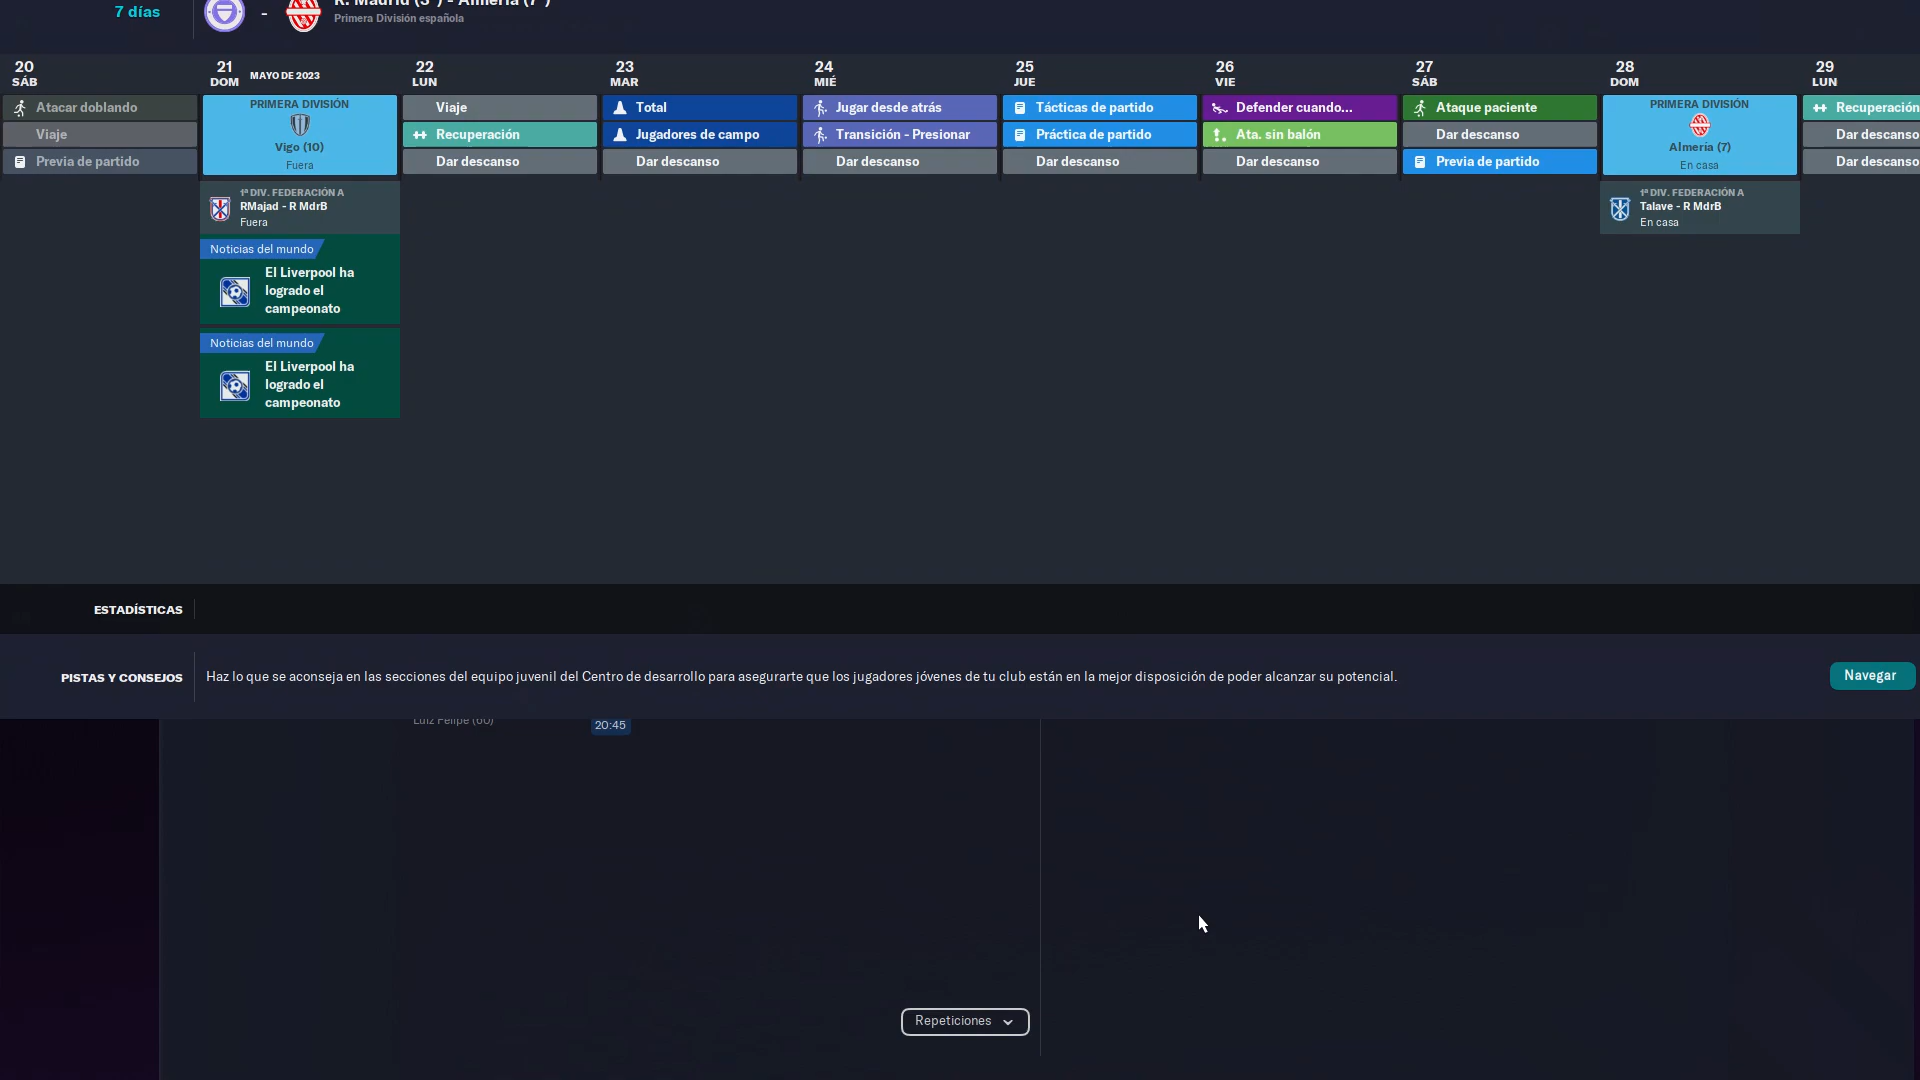 R. Madrid (3º) - Almería (7º)
7 días
-
Primera División española
20
SÁB
21
DOM
MAYO DE 2023
22
LUN
23
MAR
24
MIÉ
25
JUE
26
VIE
27
SÁB
28
DOM
29
LUN
Atacar doblando
Viaje
Previa de partido
PRIMERA DIVISIÓN
Vigo (10)
Fuera
Viaje
Recuperación
Dar descanso
Total
Jugadores de campo
Dar descanso
Jugar desde atrás
Transición - Presionar
Dar descanso
Tácticas de partido
Práctica de partido
Dar descanso
Defender cuando...
Ata. sin balón
Dar descanso
Ataque paciente
Dar descanso
Previa de partido
PRIMERA DIVISIÓN
Almería (7)
En casa
Recuperación
Dar descanso
Dar descanso
1ª DIV. FEDERACIÓN A
RMajad - R MdrB
Fuera
1ª DIV. FEDERACIÓN A
Talave - R MdrB
En casa
Noticias del mundo
El Liverpool ha
logrado el
campeonato
Noticias del mundo
El Liverpool ha
logrado el
campeonato
ESTADÍSTICAS
PISTAS Y CONSEJOS
Haz lo que se aconseja en las secciones del equipo juvenil del Centro de desarrollo para asegurarte que los jugadores jóvenes de tu club están en la mejor disposición de poder alcanzar su potencial.
Navegar
Luiz Felipe (60)
20:45
Repeticiones